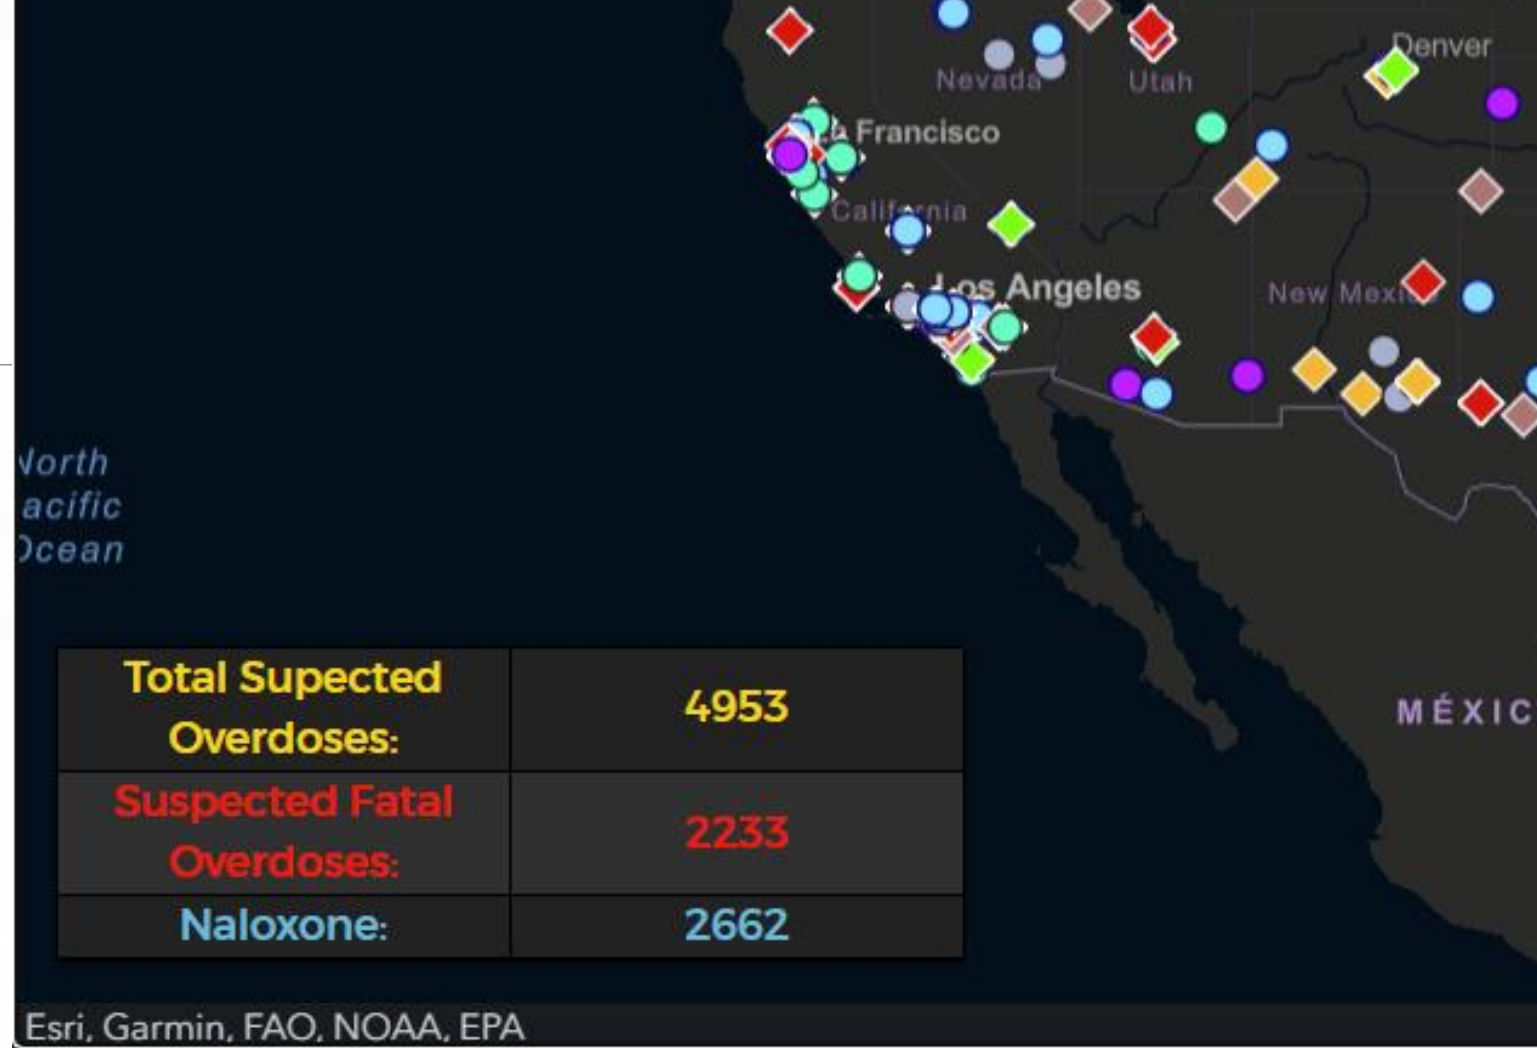 Denver
Nevada
Utah
Francisco
California
Los Angeles
New Mexi
North
acific
Ocean
MÉXIC
Total Supected
Overdoses:
4953
Suspected Fatal
Overdoses:
2233
Naloxone:
2662
Esri, Garmin, FAO, NOAA, EPA